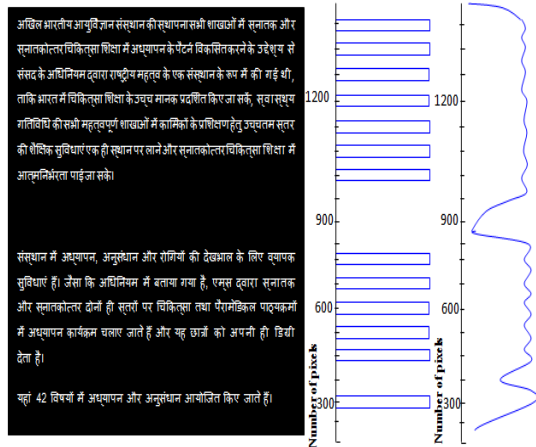 अखिल भारतीय आयुर्विज्ञान संस्थान की स्थापना सभी शाखाओं में स्नातक और
स्नातकोत्तर चिकित्सा शिक्षा में अध्यापन के पैटर्न विकसित करने के उद्देश्य से
संसद के अधिनियम द्वारा राष्ट्रीय महत्व के एक संस्थान के रूप में की गई थी,
ताकि भारत में चिकित्सा शिक्षा के उच्च मानक प्रदर्शित किए जा सकें, स्वास्थ्य
गतिविधि की सभी महत्वपूर्ण शाखाओं में कार्मिकों के प्रशिक्षण हेतु उच्चतम स्तर
की शैक्षिक सुविधाएं एक ही स्थान पर लाने और स्नातकोत्तर चिकित्सा शिक्षा में
आत्मनिर्भरता पाई जा सके।
संस्थान में अध्यापन, अनुसंधान और रोगियों की देखभाल के लिए व्यापक
सुविधाएं हैं। जैसा कि अधिनियम में बताया गया है, एम्स द्वारा स्नातक
और स्नातकोत्तर दोनों ही स्तरों पर चिकित्सा तथा पैरामेडिकल पाठ्यक्रमों
में अध्यापन कार्यक्रम चलाए जाते हैं और यह छात्रों को अपनी ही डिग्री
देता है।
यहां 42 विषयों में अध्यापन और अनुसंधान आयोजित किए जाते हैं।
1200
900
600
300
Number of pixels
1200
900
600
300
Number of pixels